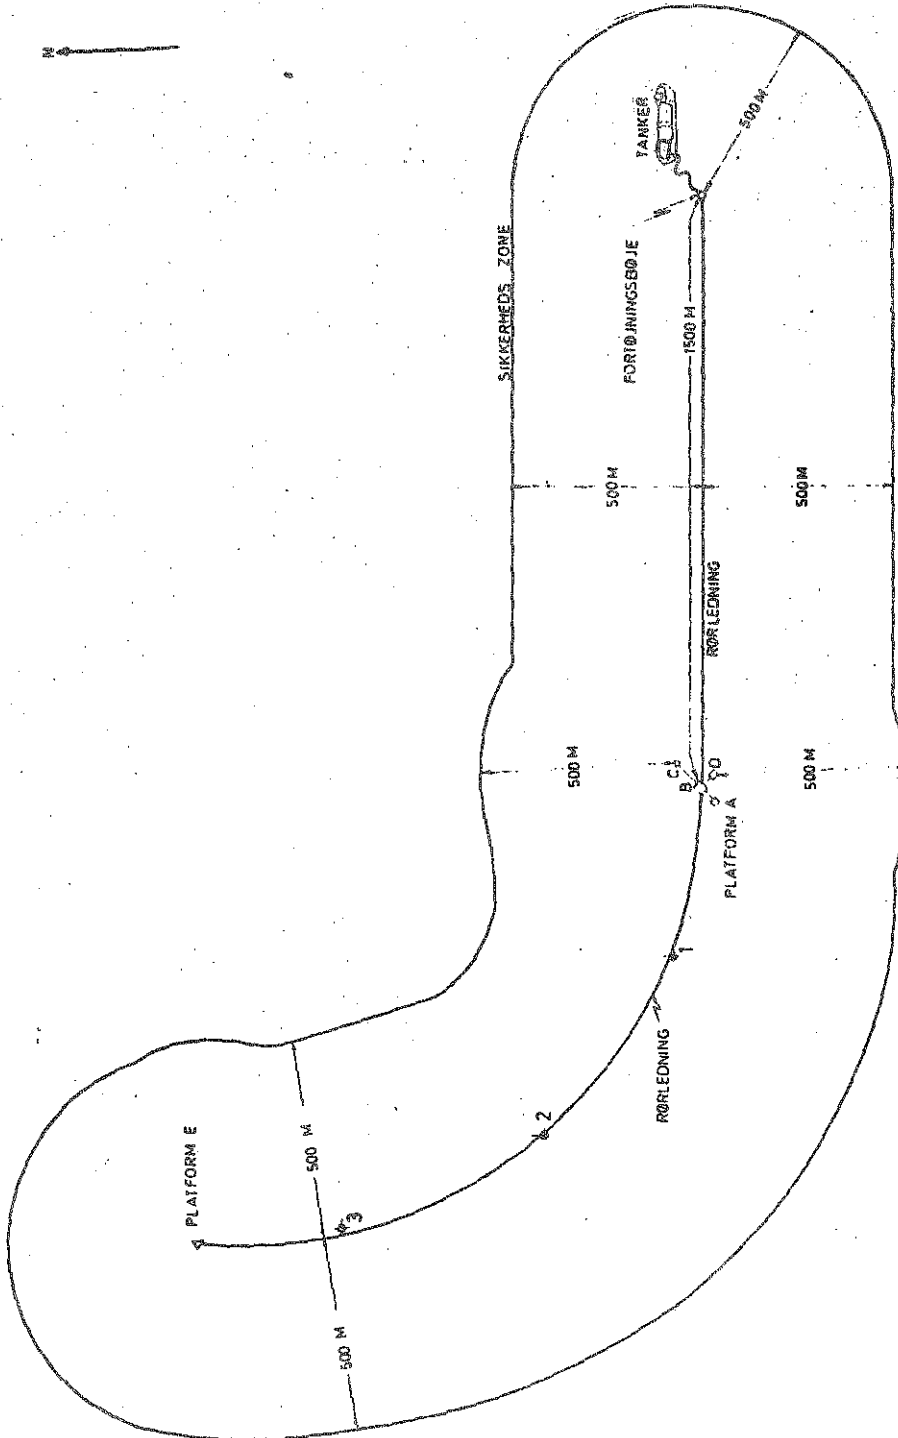 N
TANKER
500 M
SIKKERHEDS ZONE
FORTØJNINGSBØJE
1500 M
500 M
500 M
RØRLEDNING
500 M
B
C
D
500 M
PLATFORM A
1
RØRLEDNING
2
PLATFORM E
500 M
3
500 M